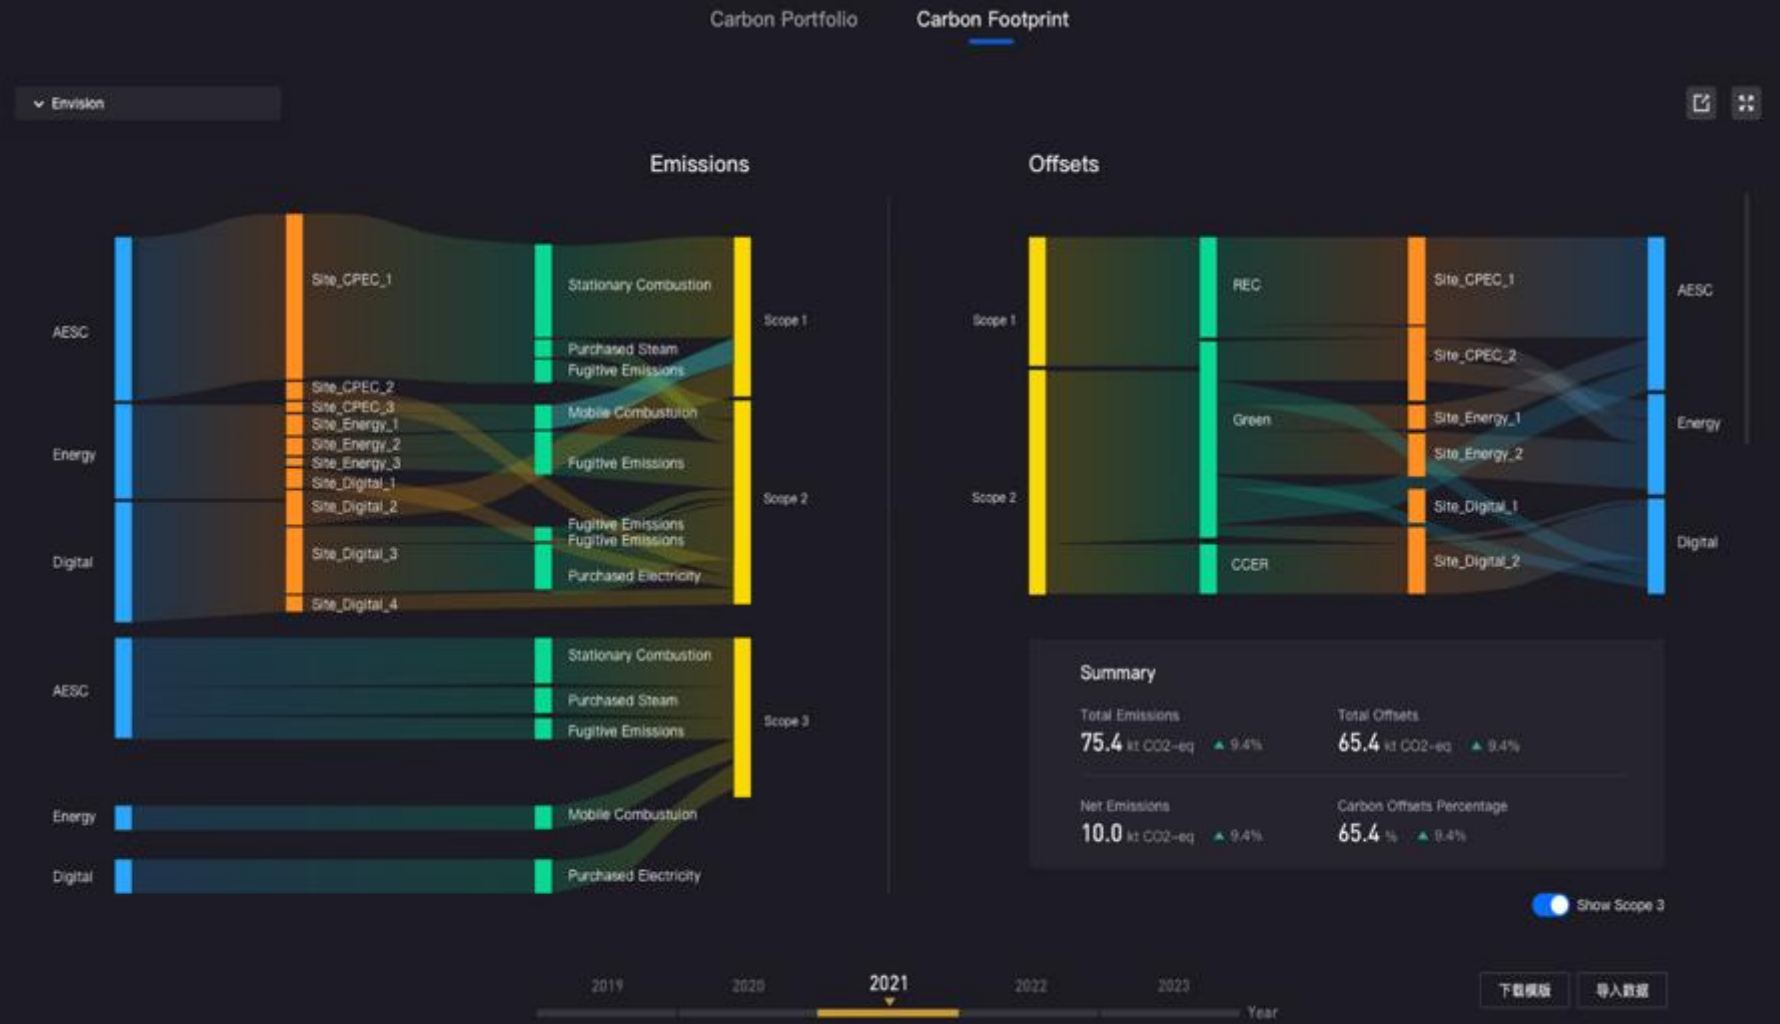 Carbon Portfolio
Carbon Footprint
Envision
Emissions
Offsets
AESC
Energy
Digital
Site_CPEC_1
Site_CPEC_2
Site_CPEC_3
Site_Energy_1
Site_Energy_2
Site_Energy_3
Site_Digital_1
Site_Digital_2
Site_Digital_3
Site_Digital_4
Stationary Combustion
Purchased Steam
Fugitive Emissions
Mobile Combustuion
Fugitive Emissions
Fugitive Emissions
Fugitive Emissions
Purchased Electricity
Scope 1
Scope 2
AESC
Energy
Digital
Stationary Combustion
Purchased Steam
Fugitive Emissions
Mobile Combustuion
Purchased Electricity
Scope 3
Scope 1
Scope 2
REC
Green
CCER
Site_CPEC_1
Site_CPEC_2
Site_Energy_1
Site_Energy_2
Site_Digital_1
Site_Digital_2
AESC
Energy
Digital
Summary
Total Emissions
75.4 kt CO2-eq ▲ 9.4%
Total Offsets
65.4 kt CO2-eq ▲ 9.4%
Net Emissions
10.0 kt CO2-eq ▲ 9.4%
Carbon Offsets Percentage
65.4 % ▲ 9.4%
Show Scope 3
2019
2020
2021
2022
2023
Year
下载模版
导入数据